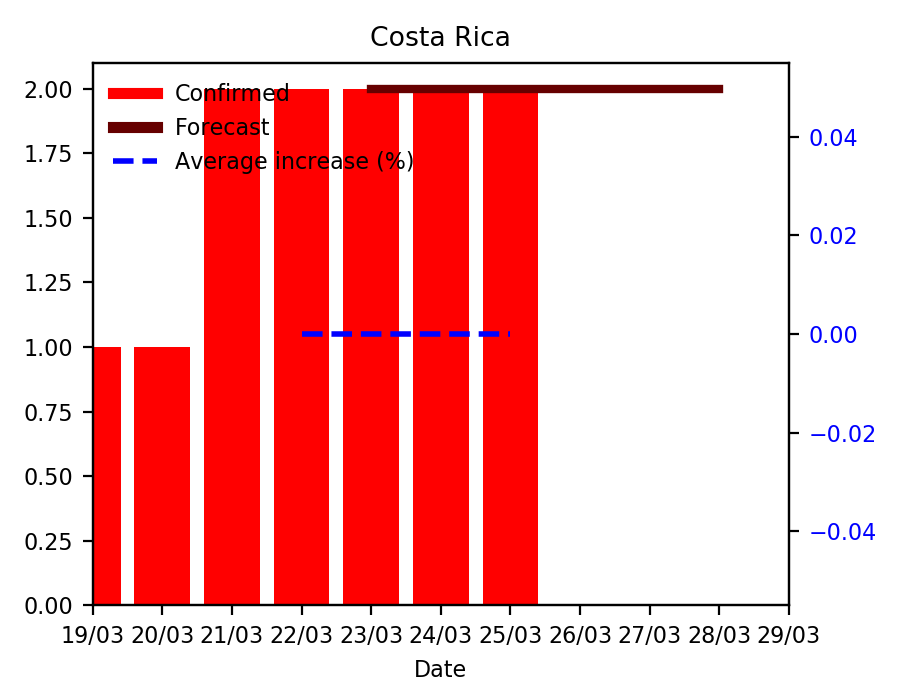 Costa Rica
Confirmed
Forecast
Average increase (%)
2.00
1.75
1.50
1.25
1.00
0.75
0.50
0.25
0.00
0.04
0.02
0.00
−0.02
−0.04
19/03 20/03 21/03 22/03 23/03 24/03 25/03 26/03 27/03 28/03 29/03
Date